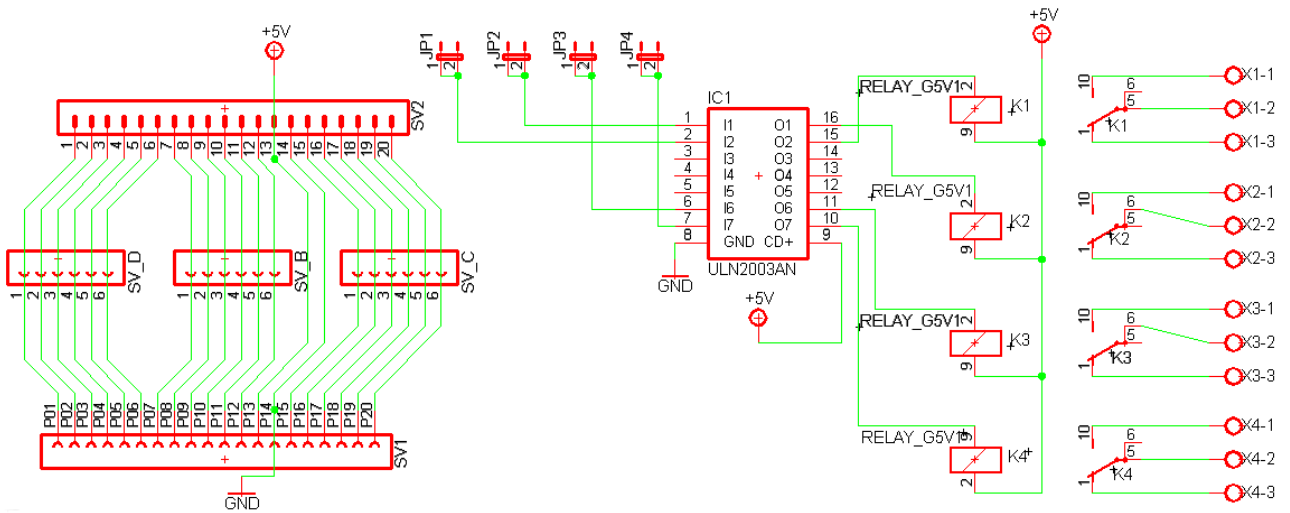 +5V
SV2
1 2 3 4 5 6 7 8 9 10 11 12 13 14 15 16 17 18 19 20
SV_D
1 2 3 4 5 6
SV_B
1 2 3 4 5 6
SV_C
1 2 3 4 5 6
P01 P02 P03 P04 P05 P06 P07 P08 P09 P10 P11 P12 P13 P14 P15 P16 P17 P18 P19 P20
SV1
GND
JP1
1 2
JP2
1 2
JP3
1 2
JP4
1 2
IC1
1 I1 O1 16
2 I2 O2 15
3 I3 O3 14
4 I4 O4 13
5 I5 O5 12
6 I6 O6 11
7 I7 O7 10
8 GND CD+ 9
ULN2003AN
GND
+5V
+5V
RELAY_G5V1
2
K1
9
RELAY_G5V1
2
K2
9
RELAY_G5V1
2
K3
9
RELAY_G5V1
9
K4
2
10
6
5
1
K1
X1-1
X1-2
X1-3
10
6
5
1
K2
X2-1
X2-2
X2-3
10
6
5
1
K3
X3-1
X3-2
X3-3
10
6
5
1
K4
X4-1
X4-2
X4-3